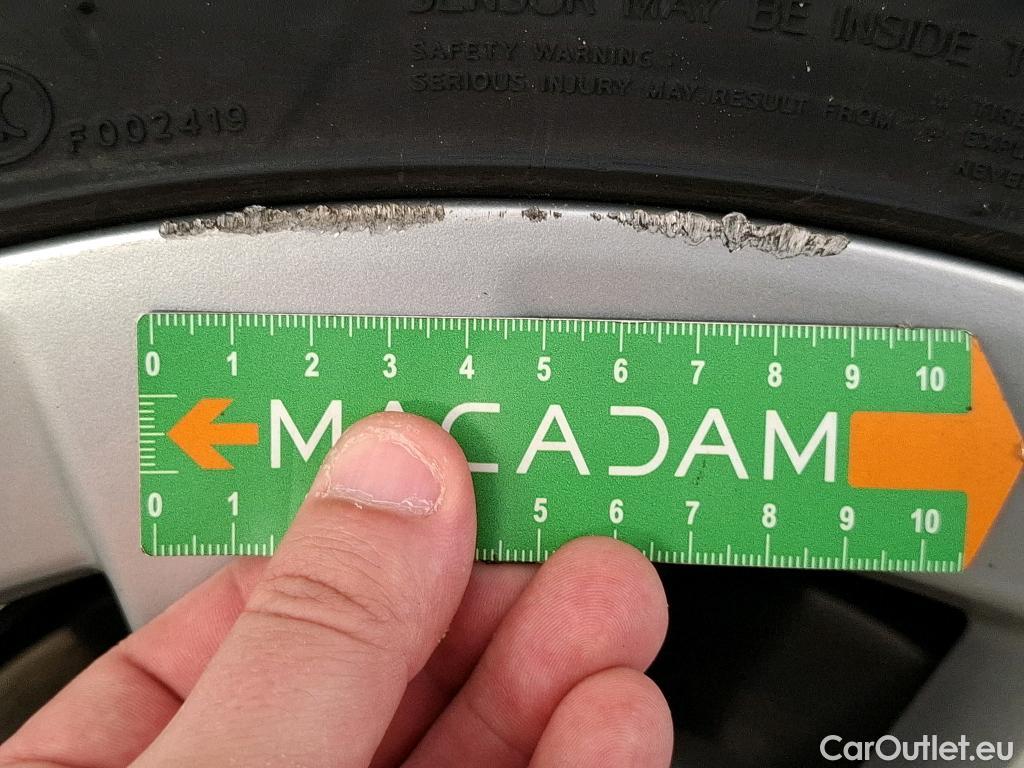 SENSOR MAY BE INSIDE
SAFETY WARNING :
SERIOUS INJURY MAY RESULT FROM :
F002419
0 1 2 3 4 5 6 7 8 9 10
MACADAM
0 1 5 6 7 8 9 10
CarOutlet.eu